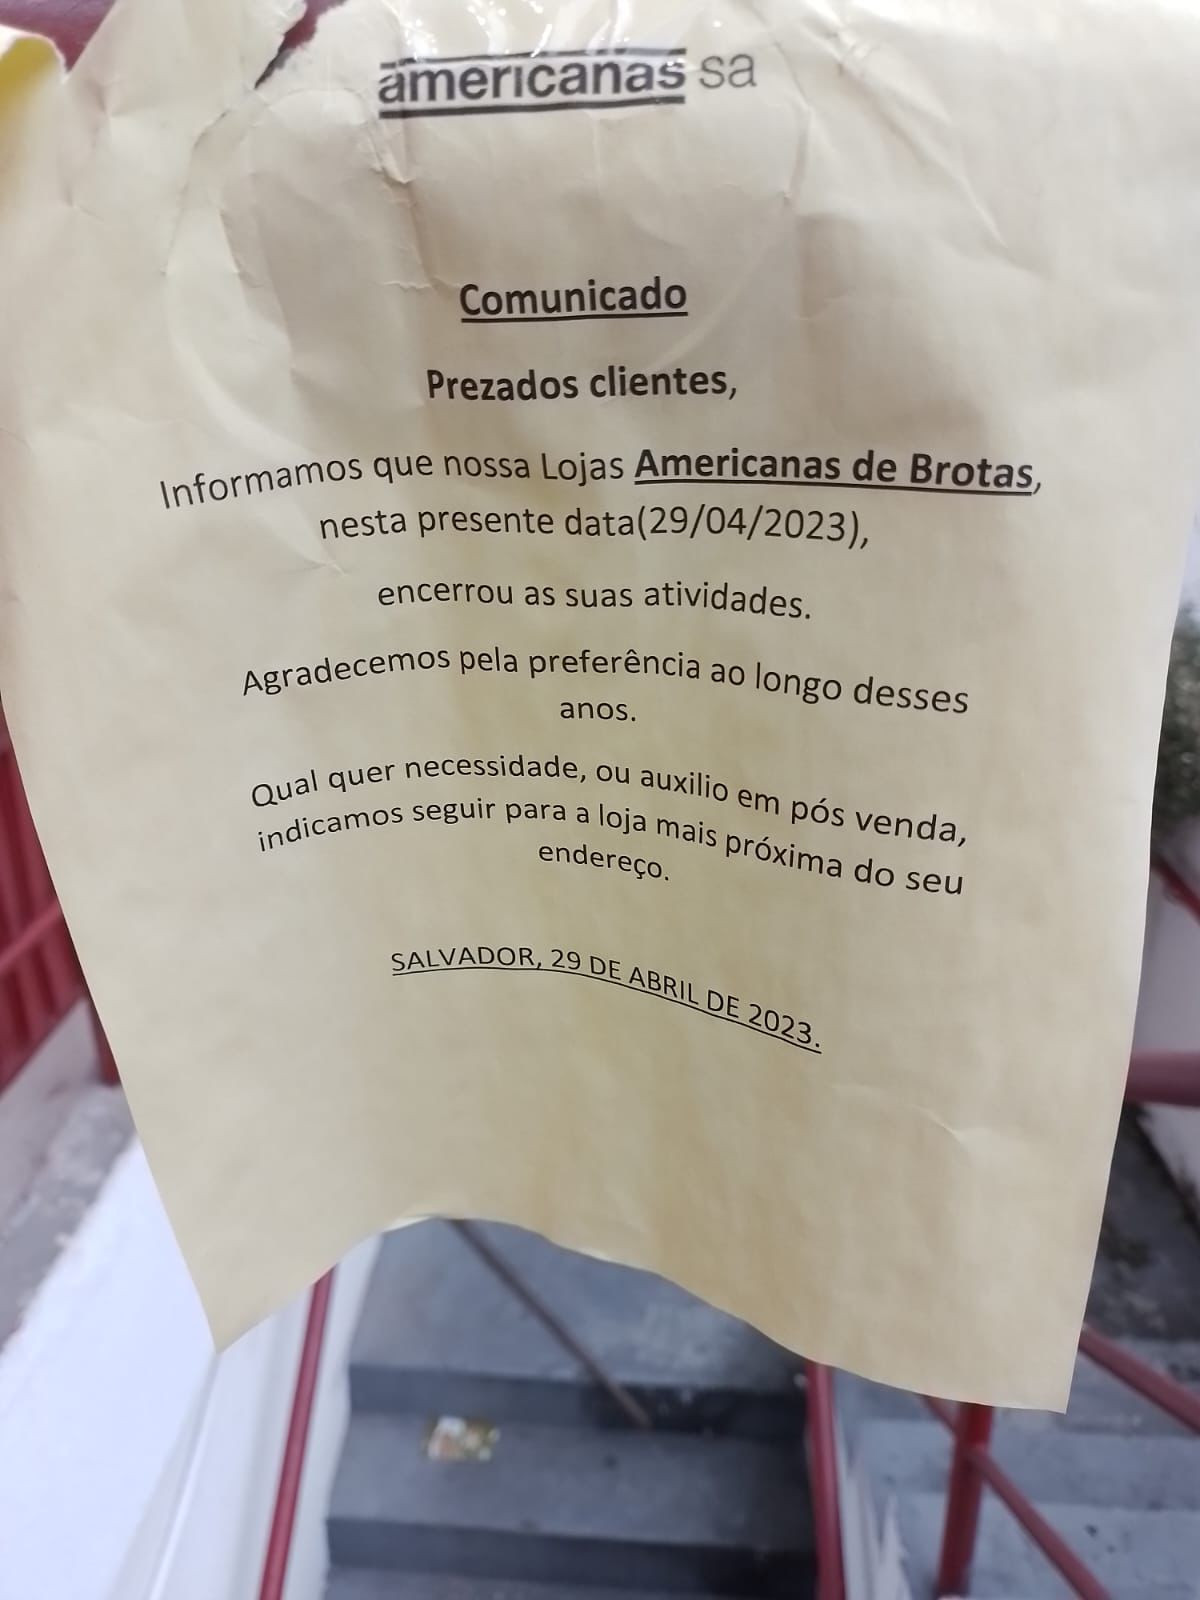 americanas sa
Comunicado
Prezados clientes,
Informamos que nossa Lojas Americanas de Brotas,
nesta presente data(29/04/2023),
encerrou as suas atividades.
Agradecemos pela preferência ao longo desses
anos.
Qual quer necessidade, ou auxilio em pós venda,
indicamos seguir para a loja mais próxima do seu
endereço.
SALVADOR, 29 DE ABRIL DE 2023.